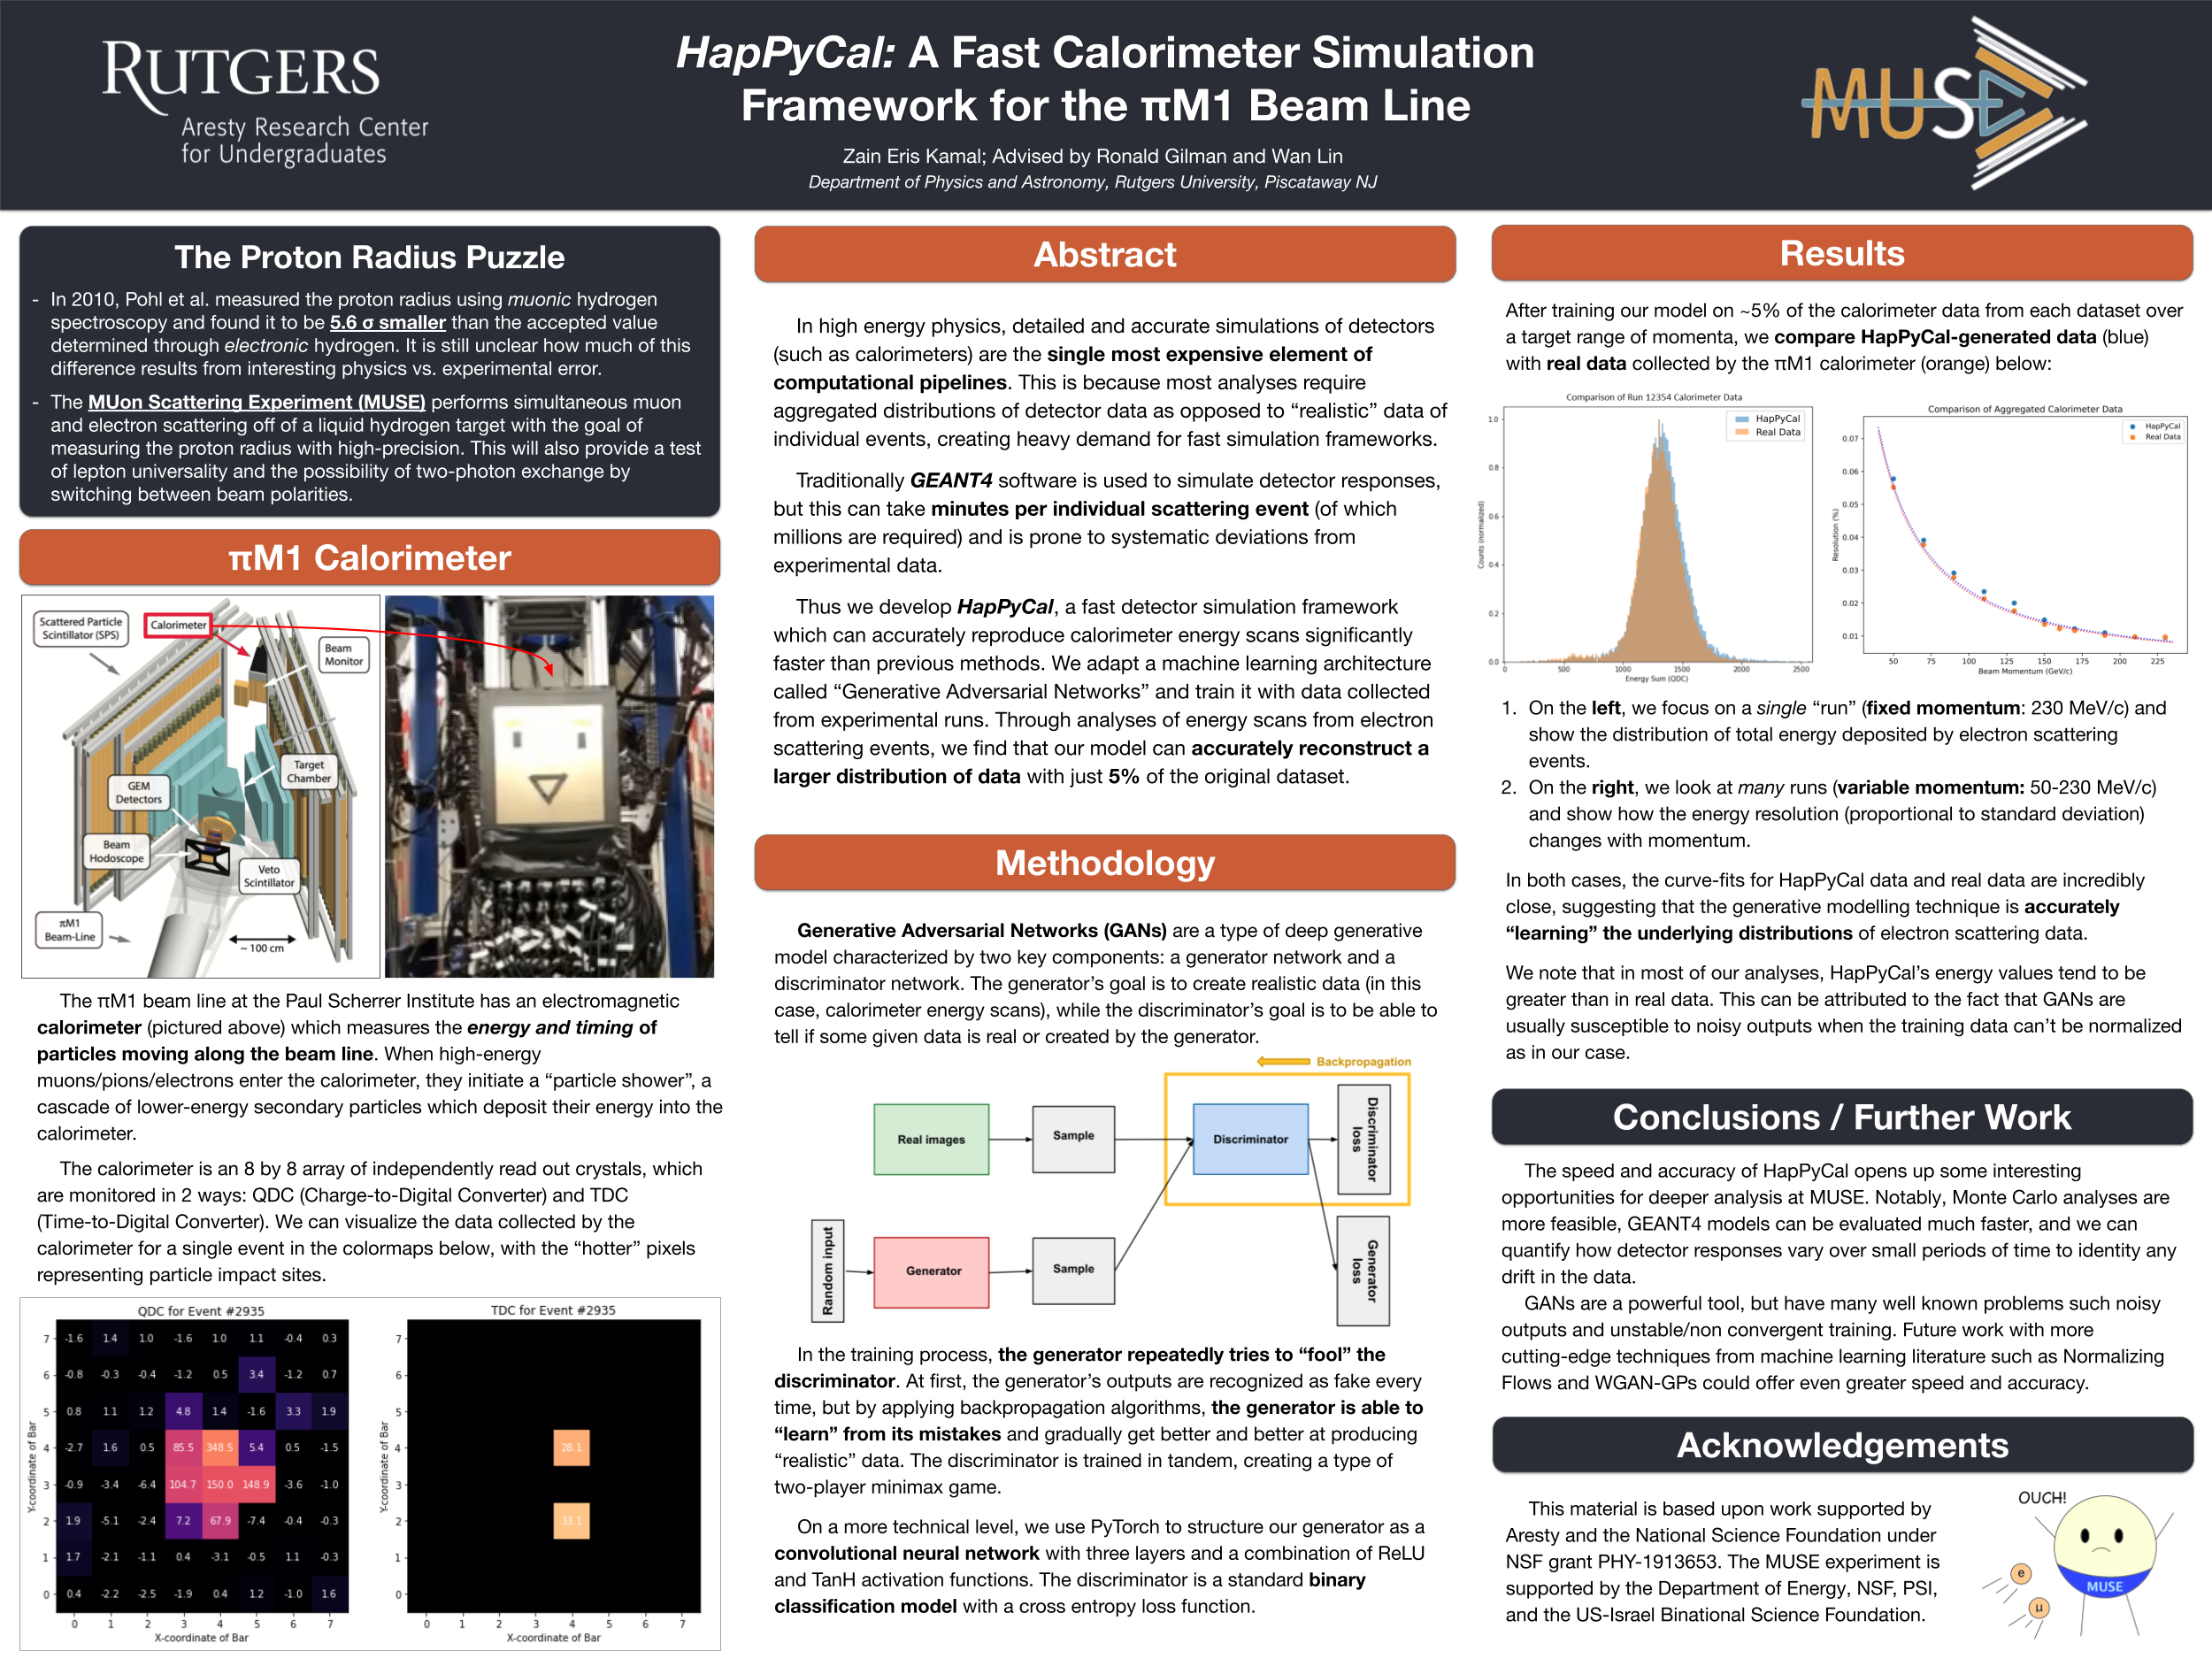 RUTGERS
Aresty Research Center
for Undergraduates
HapPyCal: A Fast Calorimeter Simulation
Framework for the πM1 Beam Line
Zain Eris Kamal; Advised by Ronald Gilman and Wan Lin
Department of Physics and Astronomy, Rutgers University, Piscataway NJ
MUSE
The Proton Radius Puzzle
- In 2010, Pohl et al. measured the proton radius using muonic hydrogen
spectroscopy and found it to be 5.6 σ smaller than the accepted value
determined through electronic hydrogen. It is still unclear how much of this
difference results from interesting physics vs. experimental error.
- The MUon Scattering Experiment (MUSE) performs simultaneous muon
and electron scattering off of a liquid hydrogen target with the goal of
measuring the proton radius with high-precision. This will also provide a test
of lepton universality and the possibility of two-photon exchange by
switching between beam polarities.
πM1 Calorimeter
Scattered Particle
Scintillator (SPS)
Calorimeter
Beam
Monitor
Target
Chamber
GEM
Detectors
Beam
Hodoscope
Veto
Scintillator
πM1
Beam-Line
~ 100 cm
The πM1 beam line at the Paul Scherrer Institute has an electromagnetic
calorimeter (pictured above) which measures the energy and timing of
particles moving along the beam line. When high-energy
muons/pions/electrons enter the calorimeter, they initiate a “particle shower”, a
cascade of lower-energy secondary particles which deposit their energy into the
calorimeter.
The calorimeter is an 8 by 8 array of independently read out crystals, which
are monitored in 2 ways: QDC (Charge-to-Digital Converter) and TDC
(Time-to-Digital Converter). We can visualize the data collected by the
calorimeter for a single event in the colormaps below, with the “hotter” pixels
representing particle impact sites.
QDC for Event #2935
Y-coordinate of Bar
7 -1.6 1.4 1.0 -1.6 1.0 1.1 -0.4 0.3
6 -0.8 -0.3 -0.4 -1.2 0.5 3.4 -1.2 0.7
5 0.8 1.1 1.2 4.8 1.4 -1.6 3.3 1.9
4 -2.7 1.6 0.5 85.5 348.5 5.4 0.5 -1.5
3 -0.9 -3.4 -6.4 104.7 150.0 148.9 -3.6 -1.0
2 1.9 -5.1 -2.4 7.2 67.9 -7.4 -0.4 -0.3
1 1.7 -2.1 -1.1 0.4 -3.1 -0.5 1.1 -0.3
0 0.4 -2.2 -2.5 -1.9 0.4 1.2 -1.0 1.6
0 1 2 3 4 5 6 7
X-coordinate of Bar
TDC for Event #2935
Y-coordinate of Bar
7
6
5
4 28.1
3
2 33.1
1
0
0 1 2 3 4 5 6 7
X-coordinate of Bar
Abstract
In high energy physics, detailed and accurate simulations of detectors
(such as calorimeters) are the single most expensive element of
computational pipelines. This is because most analyses require
aggregated distributions of detector data as opposed to “realistic” data of
individual events, creating heavy demand for fast simulation frameworks.
Traditionally GEANT4 software is used to simulate detector responses,
but this can take minutes per individual scattering event (of which
millions are required) and is prone to systematic deviations from
experimental data.
Thus we develop HapPyCal, a fast detector simulation framework
which can accurately reproduce calorimeter energy scans significantly
faster than previous methods. We adapt a machine learning architecture
called “Generative Adversarial Networks” and train it with data collected
from experimental runs. Through analyses of energy scans from electron
scattering events, we find that our model can accurately reconstruct a
larger distribution of data with just 5% of the original dataset.
Methodology
Generative Adversarial Networks (GANs) are a type of deep generative
model characterized by two key components: a generator network and a
discriminator network. The generator’s goal is to create realistic data (in this
case, calorimeter energy scans), while the discriminator’s goal is to be able to
tell if some given data is real or created by the generator.
Backpropagation
Real images
Sample
Discriminator
Discriminator
loss
Random input
Generator
Sample
Generator
loss
In the training process, the generator repeatedly tries to “fool” the
discriminator. At first, the generator’s outputs are recognized as fake every
time, but by applying backpropagation algorithms, the generator is able to
“learn” from its mistakes and gradually get better and better at producing
“realistic” data. The discriminator is trained in tandem, creating a type of
two-player minimax game.
On a more technical level, we use PyTorch to structure our generator as a
convolutional neural network with three layers and a combination of ReLU
and TanH activation functions. The discriminator is a standard binary
classification model with a cross entropy loss function.
Results
After training our model on ~5% of the calorimeter data from each dataset over
a target range of momenta, we compare HapPyCal-generated data (blue)
with real data collected by the πM1 calorimeter (orange) below:
Comparison of Run 12354 Calorimeter Data
HapPyCal
Real Data
Counts (normalized)
1.0
0.8
0.6
0.4
0.2
0.0
0 500 1000 1500 2000 2500
Energy Sum (QDC)
Comparison of Aggregated Calorimeter Data
HapPyCal
Real Data
Resolution (%)
0.07
0.06
0.05
0.04
0.03
0.02
0.01
50 75 100 125 150 175 200 225
Beam Momentum (GeV/c)
1. On the left, we focus on a single “run” (fixed momentum: 230 MeV/c) and
show the distribution of total energy deposited by electron scattering
events.
2. On the right, we look at many runs (variable momentum: 50-230 MeV/c)
and show how the energy resolution (proportional to standard deviation)
changes with momentum.
In both cases, the curve-fits for HapPyCal data and real data are incredibly
close, suggesting that the generative modelling technique is accurately
“learning” the underlying distributions of electron scattering data.
We note that in most of our analyses, HapPyCal’s energy values tend to be
greater than in real data. This can be attributed to the fact that GANs are
usually susceptible to noisy outputs when the training data can’t be normalized
as in our case.
Conclusions / Further Work
The speed and accuracy of HapPyCal opens up some interesting
opportunities for deeper analysis at MUSE. Notably, Monte Carlo analyses are
more feasible, GEANT4 models can be evaluated much faster, and we can
quantify how detector responses vary over small periods of time to identity any
drift in the data.
GANs are a powerful tool, but have many well known problems such noisy
outputs and unstable/non convergent training. Future work with more
cutting-edge techniques from machine learning literature such as Normalizing
Flows and WGAN-GPs could offer even greater speed and accuracy.
Acknowledgements
This material is based upon work supported by
Aresty and the National Science Foundation under
NSF grant PHY-1913653. The MUSE experiment is
supported by the Department of Energy, NSF, PSI,
and the US-Israel Binational Science Foundation.
OUCH!
e
μ
MUSE